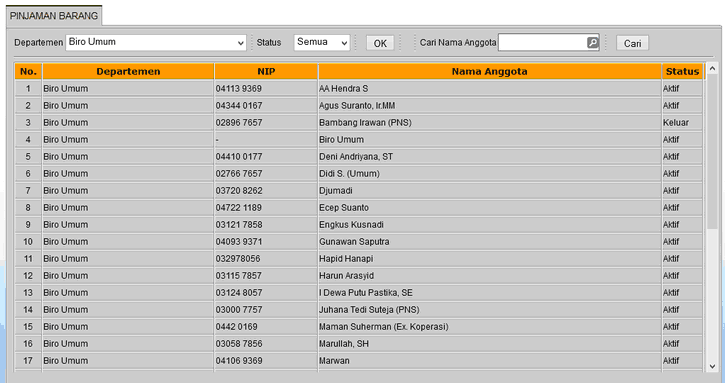 PINJAMAN BARANG
Departemen Biro Umum Status Semua OK Cari Nama Anggota Cari
No. Departemen NIP Nama Anggota Status
1 Biro Umum 04113 9369 AA Hendra S Aktif
2 Biro Umum 04344 0167 Agus Suranto, Ir.MM Aktif
3 Biro Umum 02896 7657 Bambang Irawan (PNS) Keluar
4 Biro Umum - Biro Umum Aktif
5 Biro Umum 04410 0177 Deni Andriyana, ST Aktif
6 Biro Umum 02766 7657 Didi S. (Umum) Aktif
7 Biro Umum 03720 8262 Djumadi Aktif
8 Biro Umum 04722 1189 Ecep Suanto Aktif
9 Biro Umum 03121 7858 Engkus Kusnadi Aktif
10 Biro Umum 04093 9371 Gunawan Saputra Aktif
11 Biro Umum 032978056 Hapid Hanapi Aktif
12 Biro Umum 03115 7857 Harun Arasyid Aktif
13 Biro Umum 03124 8057 I Dewa Putu Pastika, SE Aktif
14 Biro Umum 03000 7757 Juhana Tedi Suteja (PNS) Aktif
15 Biro Umum 0442 0169 Maman Suherman (Ex. Koperasi) Aktif
16 Biro Umum 03058 7856 Marullah, SH Aktif
17 Biro Umum 04106 9369 Marwan Aktif